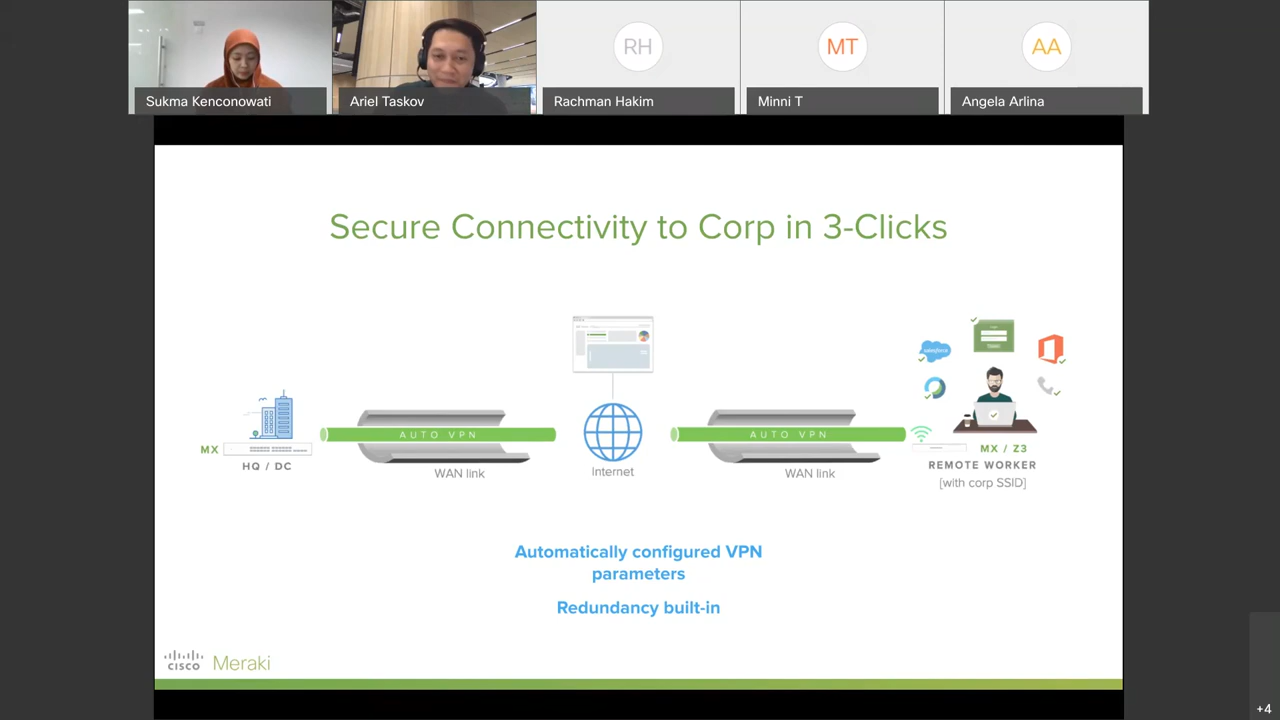 RH
MT
AA
Sukma Kenconowati
Ariel Taskov
Rachman Hakim
Minni T
Angela Arlina
Secure Connectivity to Corp in 3-Clicks
salesforce
MX
HQ / DC
AUTO VPN
WAN link
Internet
AUTO VPN
WAN link
MX / Z3
REMOTE WORKER
[with corp SSID]
Automatically configured VPN
parameters
Redundancy built-in
CISCO Meraki
+4